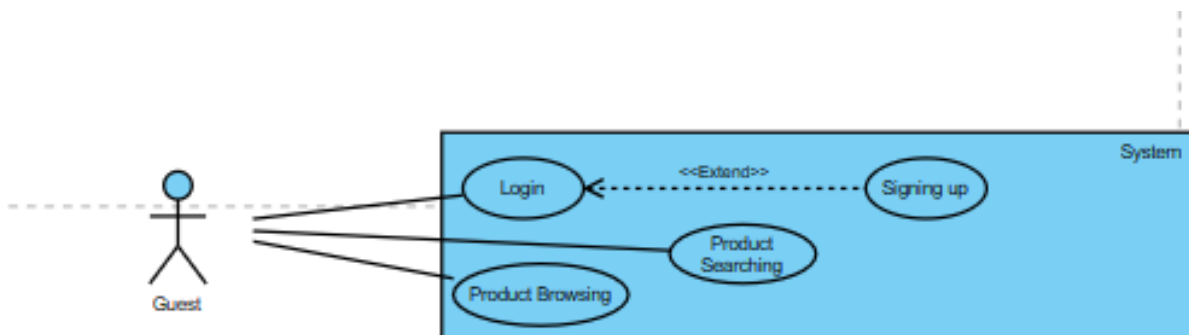 System
Login
<<Extend>>
Signing up
Product
Searching
Product Browsing
Guest